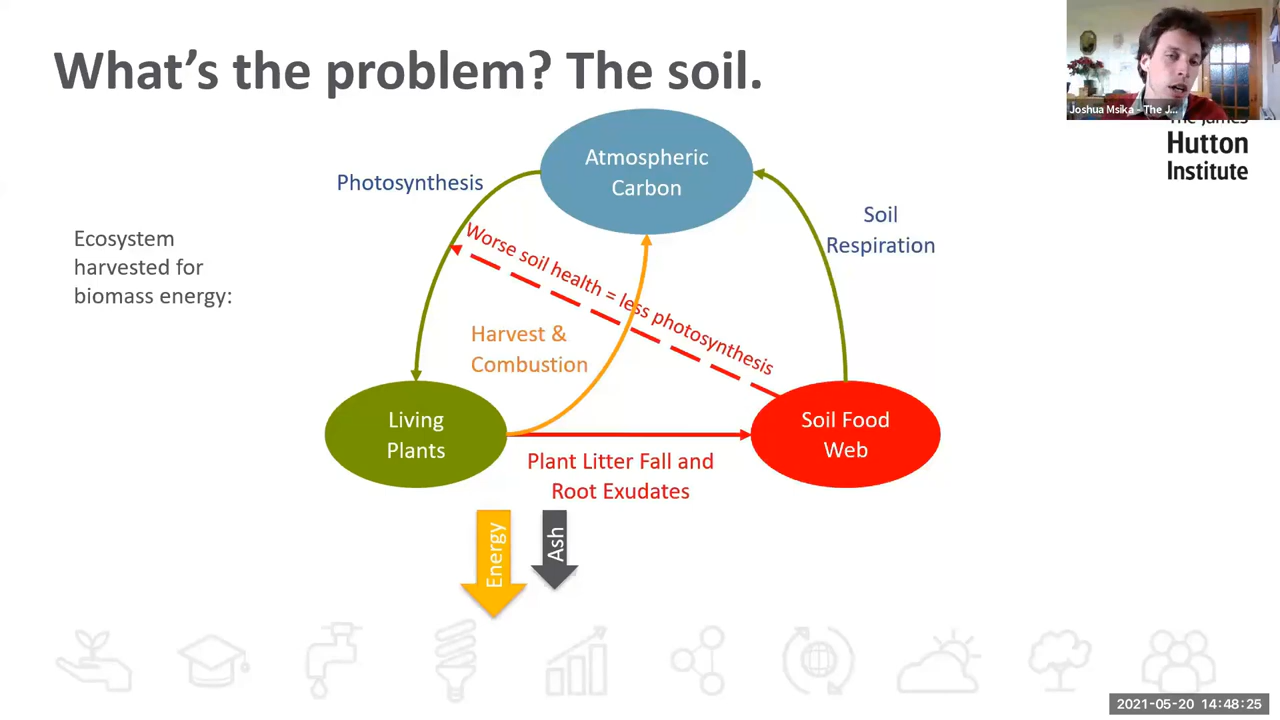 What's the problem? The soil.
Joshua Msika - The J...
The James
Hutton
Institute
Atmospheric
Carbon
Photosynthesis
Soil
Respiration
Ecosystem
harvested for
biomass energy:
Worse soil health = less photosynthesis
Harvest &
Combustion
Living
Plants
Soil Food
Web
Plant Litter Fall and
Root Exudates
Energy
Ash
2021-05-20 14:48:25